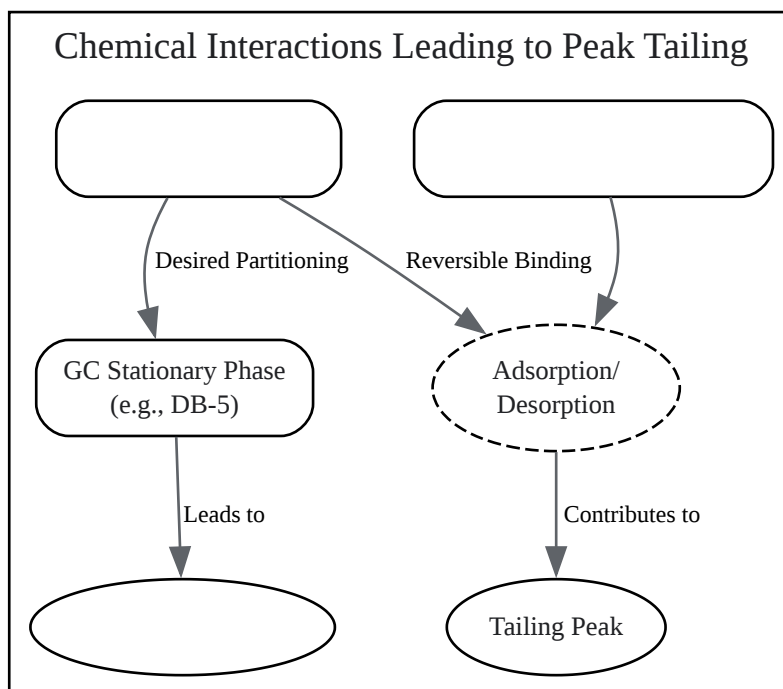 Chemical Interactions Leading to Peak Tailing
Desired Partitioning
Reversible Binding
GC Stationary Phase
(e.g., DB-5)
Adsorption/
Desorption
Leads to
Contributes to
Tailing Peak